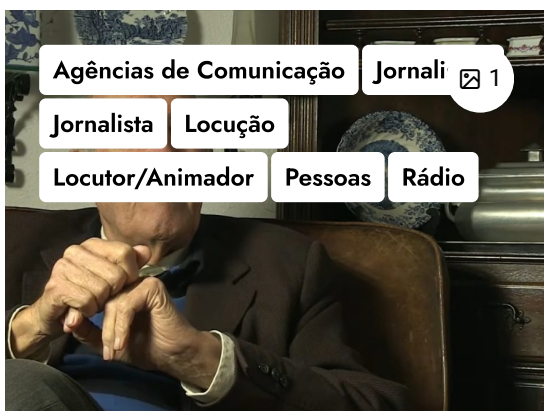 Agências de Comunicação
1
Jornalista Locução
Locutor/Animador Pessoas Rádio